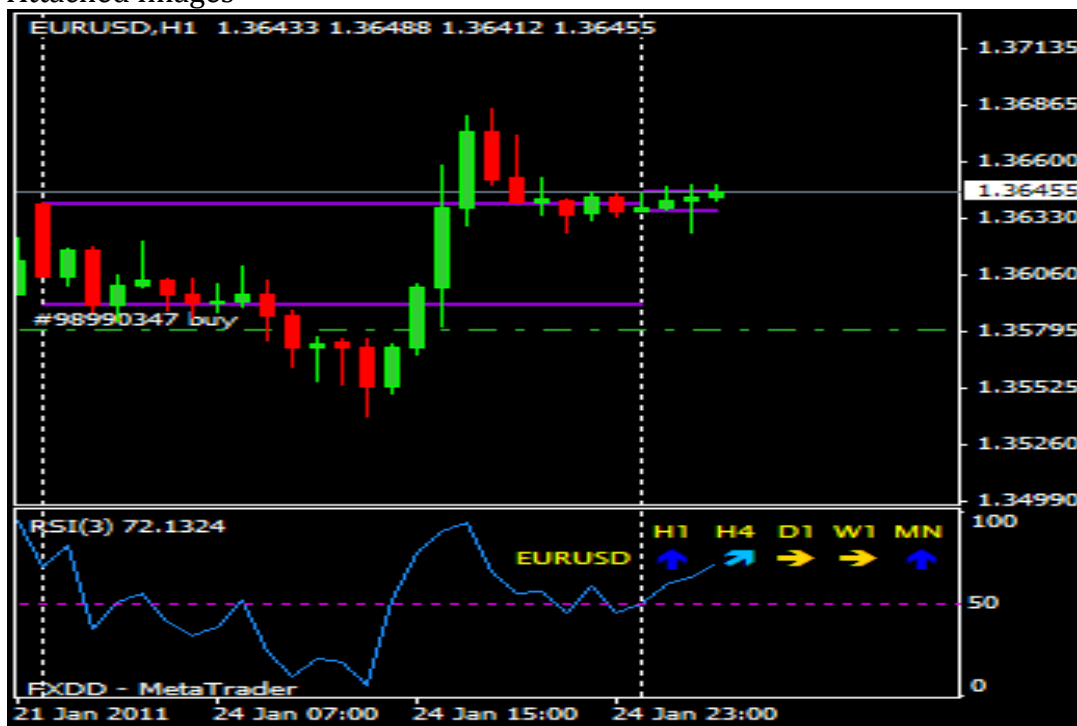 Attached Images
EURUSD,H1 1.36433 1.36488 1.36412 1.36455
1.37135
1.36865
1.36600
1.36455
1.36330
1.36060
#98990347 buy
1.35795
1.35525
1.35260
1.34990
RSI(3) 72.1324
100
H1 H4 D1 W1 MN
EURUSD
50
0
FXDD - MetaTrader
21 Jan 2011 24 Jan 07:00 24 Jan 15:00 24 Jan 23:00